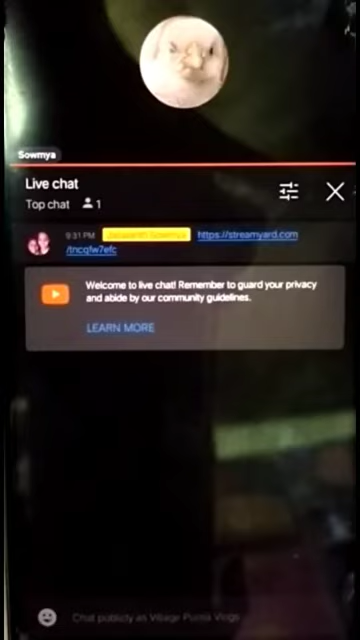 Sowmya
Live chat
Top chat 1
9:31 PM Sowmya https://streamyard.com
/tncqfw7efc
Welcome to live chat! Remember to guard your privacy
and abide by our community guidelines.
LEARN MORE
Chat publicly as Village Vlogs